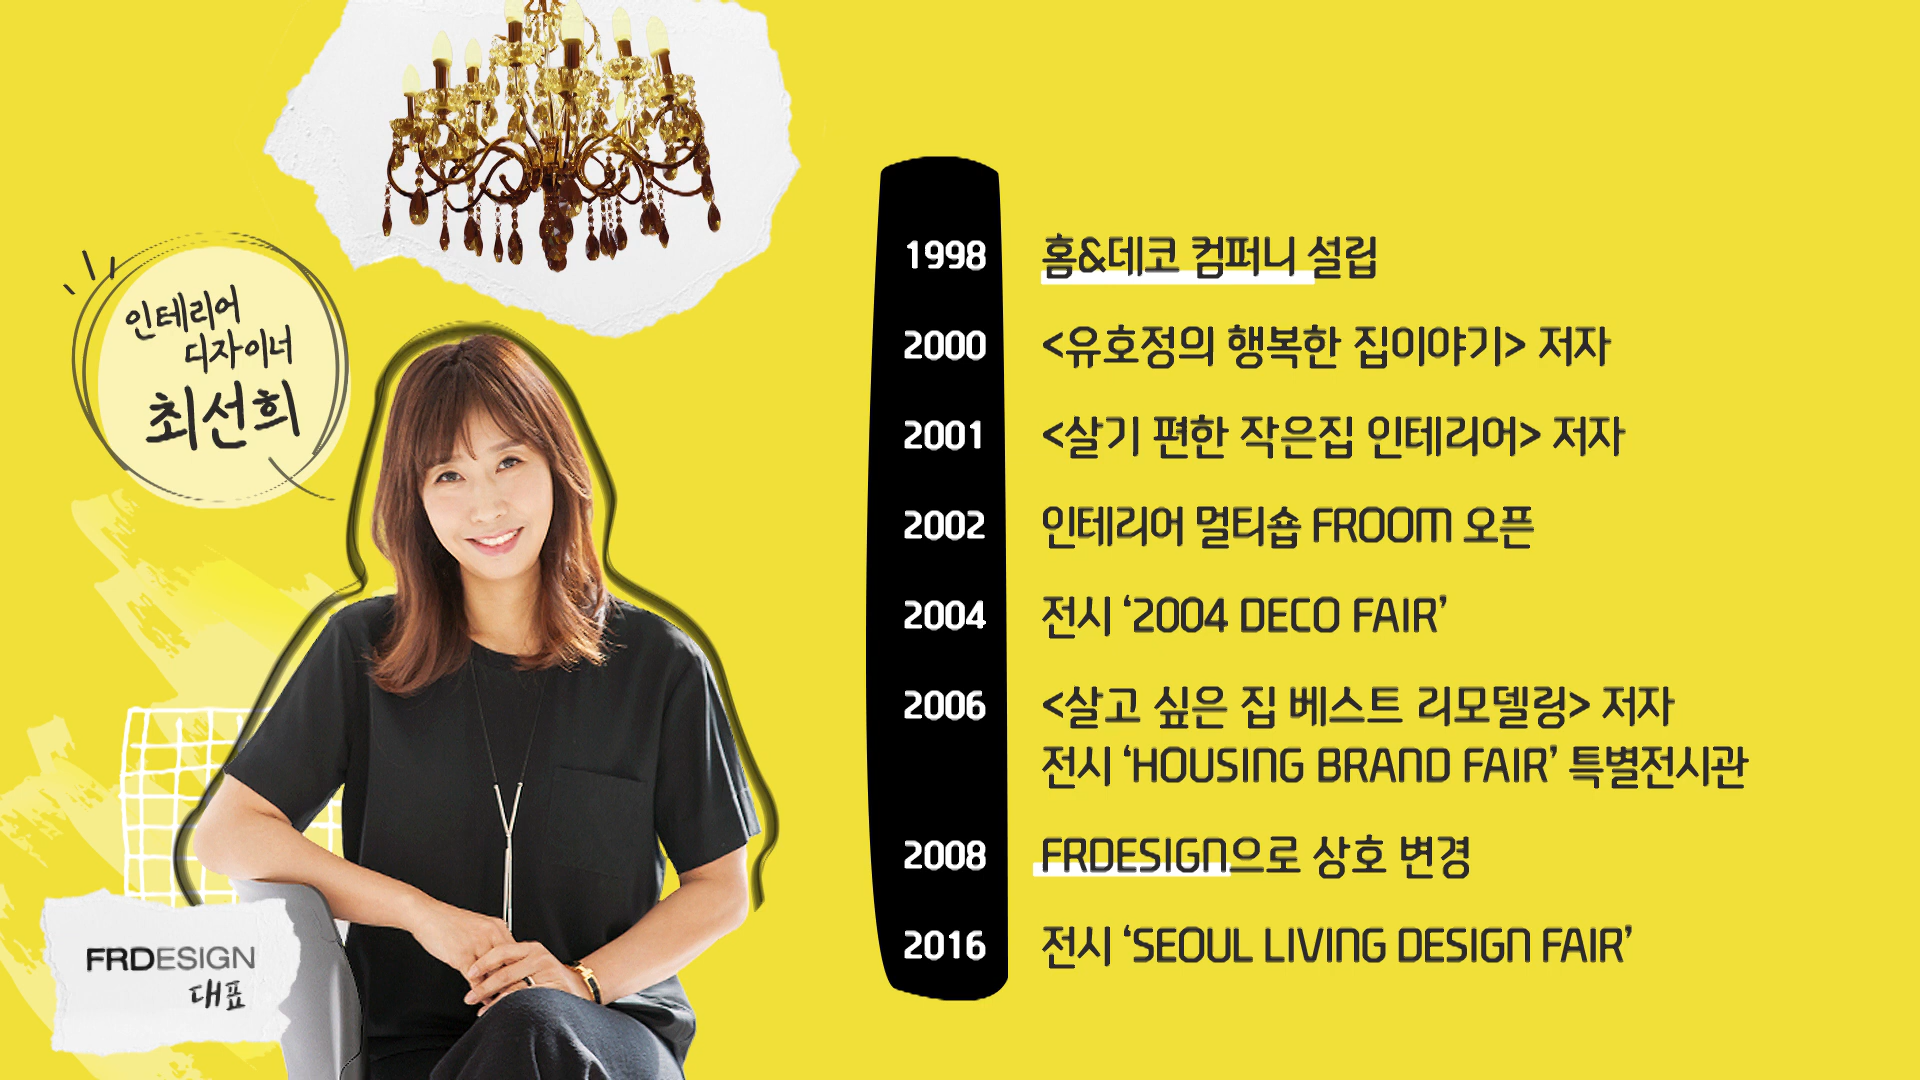 인테리어
디자이너
최선희
FRDESIGN
대표
1998 홈&데코 컴퍼니 설립
2000 <유호정의 행복한 집이야기> 저자
2001 <살기 편한 작은집 인테리어> 저자
2002 인테리어 멀티숍 FROOM 오픈
2004 전시 ‘2004 DECO FAIR’
2006 <살고 싶은 집 베스트 리모델링> 저자
전시 ‘HOUSING BRAND FAIR’ 특별전시관
2008 FRDESIGN으로 상호 변경
2016 전시 ‘SEOUL LIVING DESIGN FAIR’